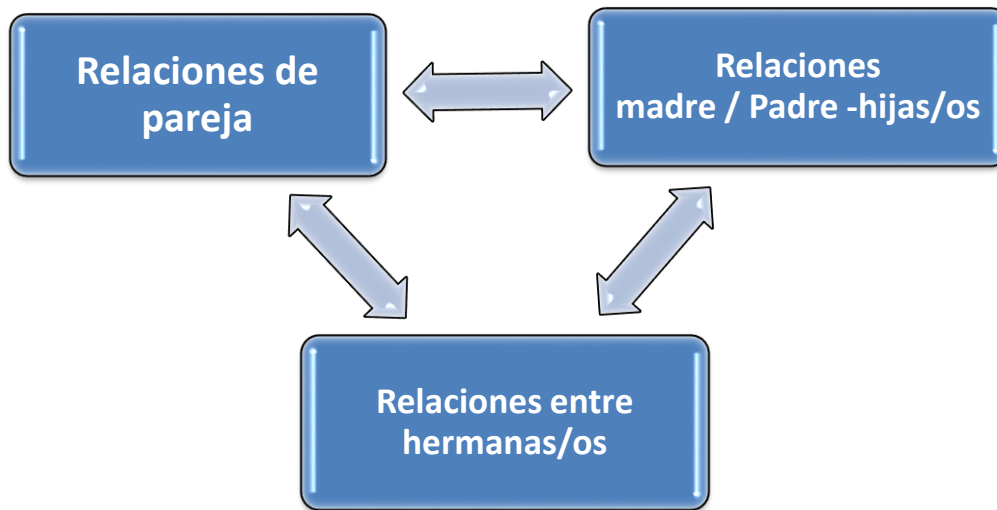 Relaciones de
pareja
Relaciones
madre / Padre -hijas/os
Relaciones entre
hermanas/os